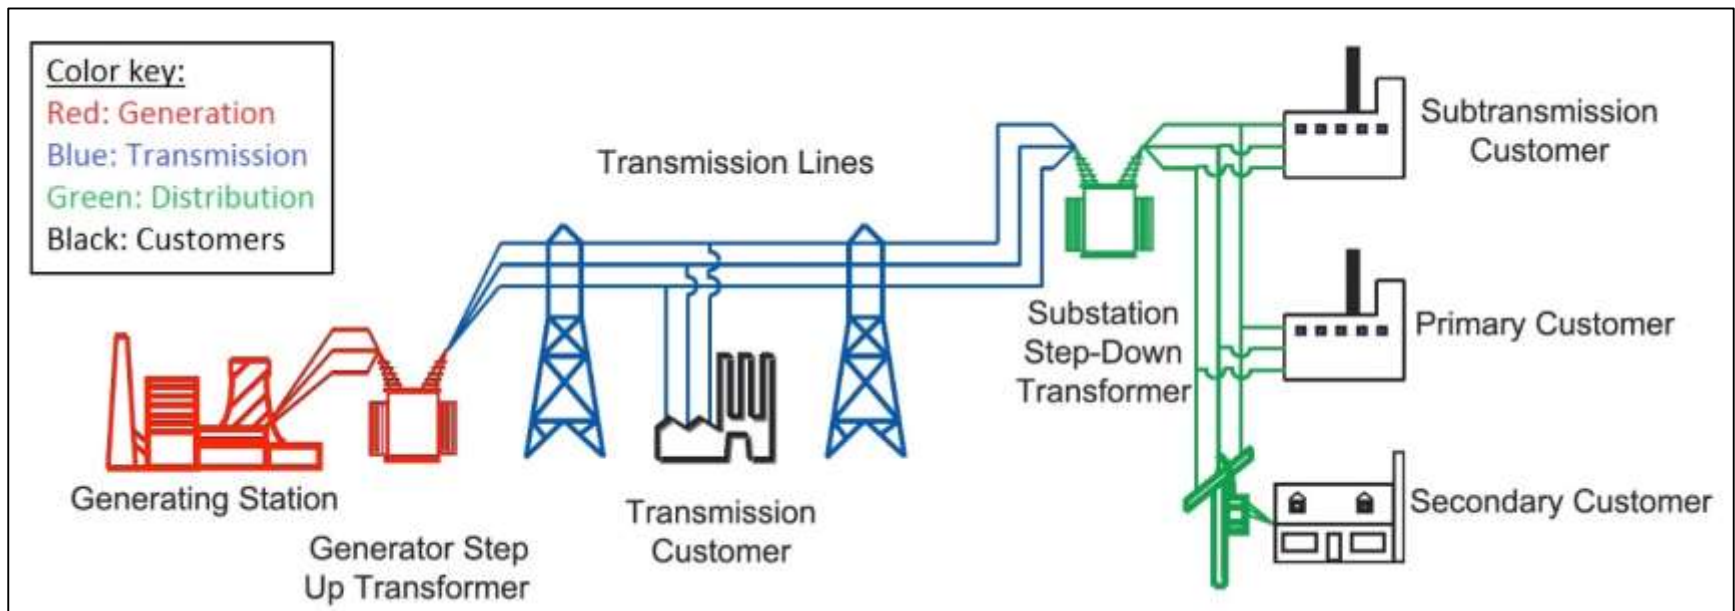 Color key:
Red: Generation
Blue: Transmission
Green: Distribution
Black: Customers
Transmission Lines
Subtransmission
Customer
Substation
Step-Down
Transformer
Primary Customer
Generating Station
Generator Step
Up Transformer
Transmission
Customer
Secondary Customer